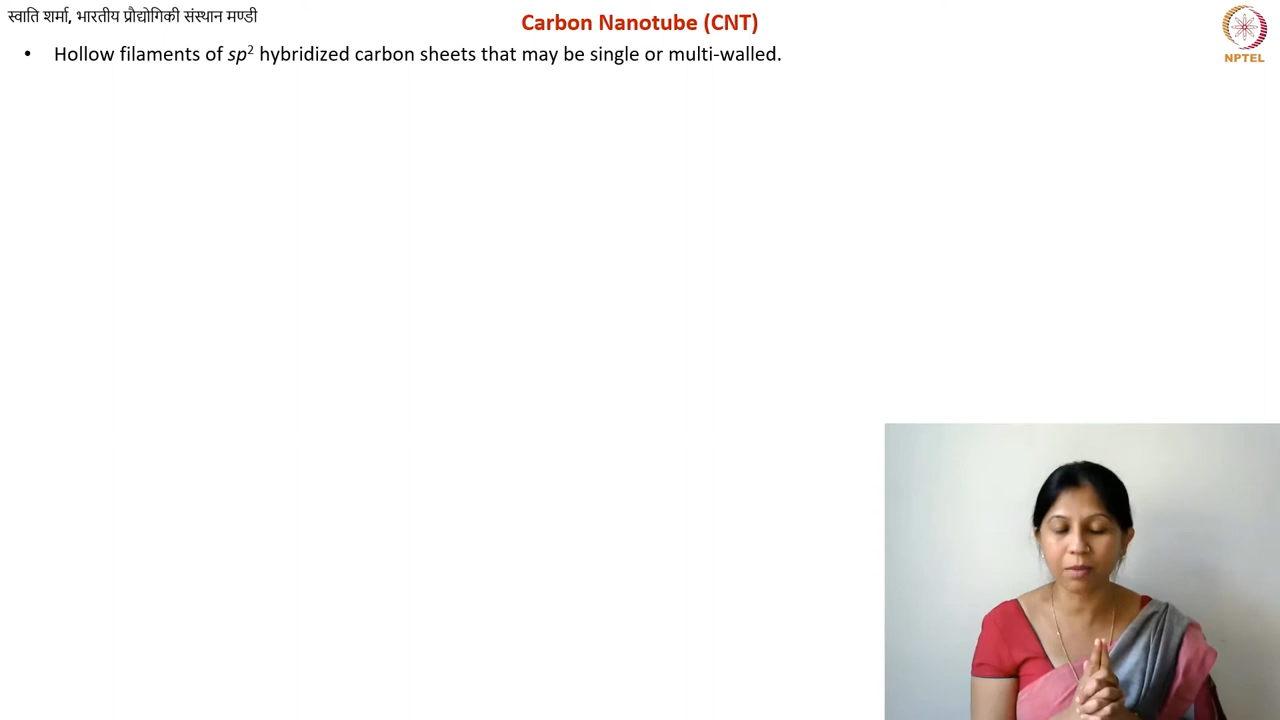 स्वाति शर्मा, भारतीय प्रौद्योगिकी संस्थान मण्डी
Carbon Nanotube (CNT)
NPTEL
• Hollow filaments of sp² hybridized carbon sheets that may be single or multi-walled.